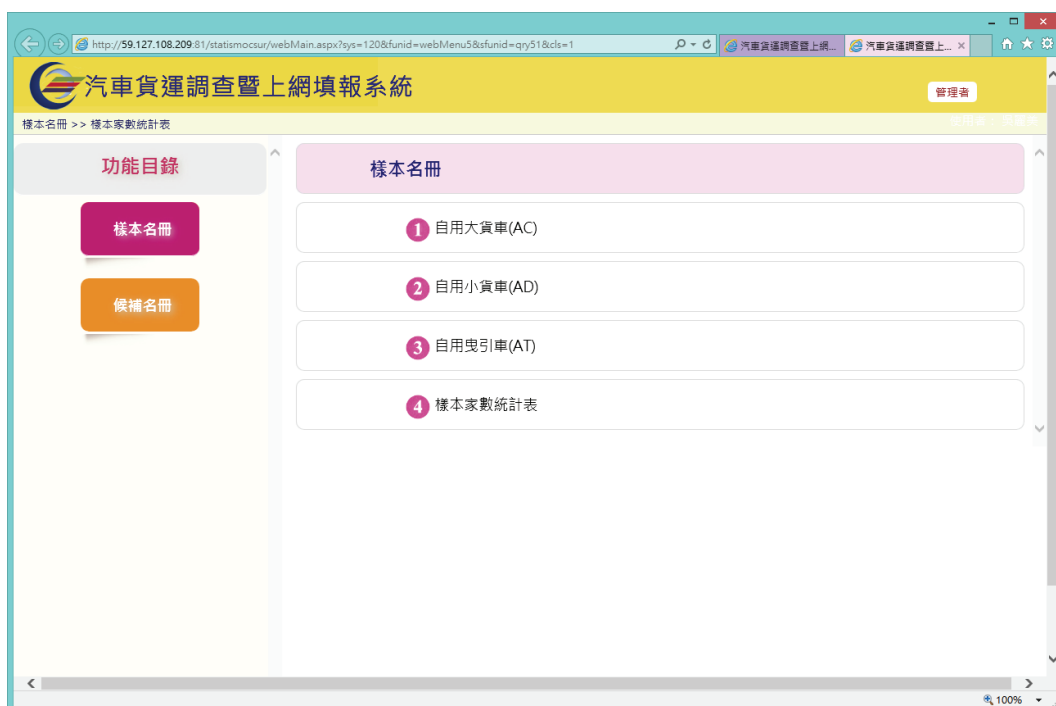 http://59.127.108.209:81/statismocsur/webMain.aspx?sys=120&funid=webMenu5&sfunid=qry51&cls=1
汽車貨運調查暨上網...
汽車貨運調查暨上...
汽車貨運調查暨上網填報系統
管理者
樣本名冊 >> 樣本家數統計表
功能目錄
樣本名冊
候補名冊
樣本名冊
1 自用大貨車(AC)
2 自用小貨車(AD)
3 自用曳引車(AT)
4 樣本家數統計表
100%